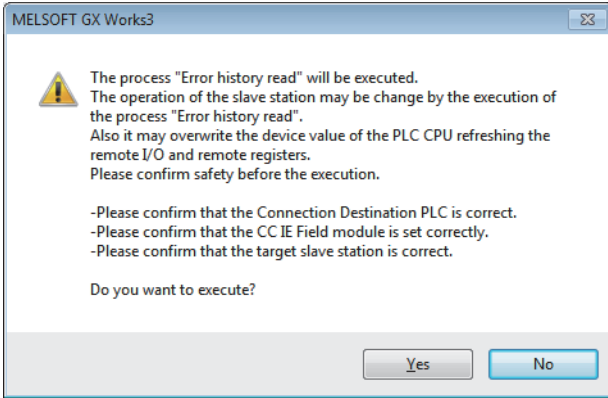 MELSOFT GX Works3
The process "Error history read" will be executed.
The operation of the slave station may be change by the execution of
the process "Error history read".
Also it may overwrite the device value of the PLC CPU refreshing the
remote I/O and remote registers.
Please confirm safety before the execution.
-Please confirm that the Connection Destination PLC is correct.
-Please confirm that the CC IE Field module is set correctly.
-Please confirm that the target slave station is correct.
Do you want to execute?
Yes
No